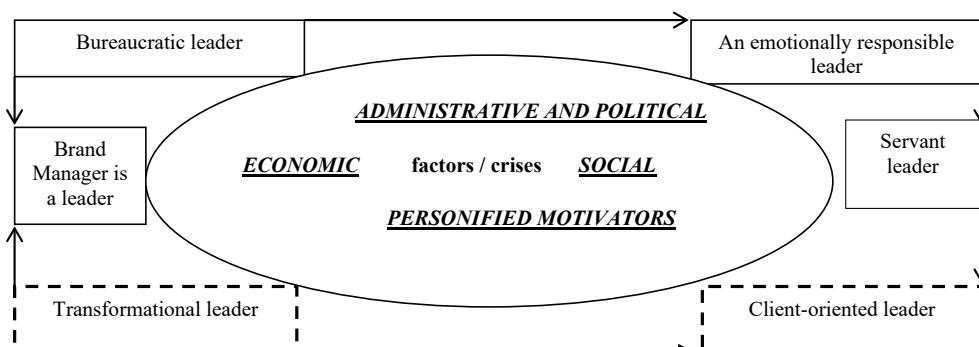 Bureaucratic leader
An emotionally responsible
leader
ADMINISTRATIVE AND POLITICAL
Brand
Manager is
a leader
ECONOMIC factors / crises SOCIAL
Servant
leader
PERSONIFIED MOTIVATORS
Transformational leader
Client-oriented leader